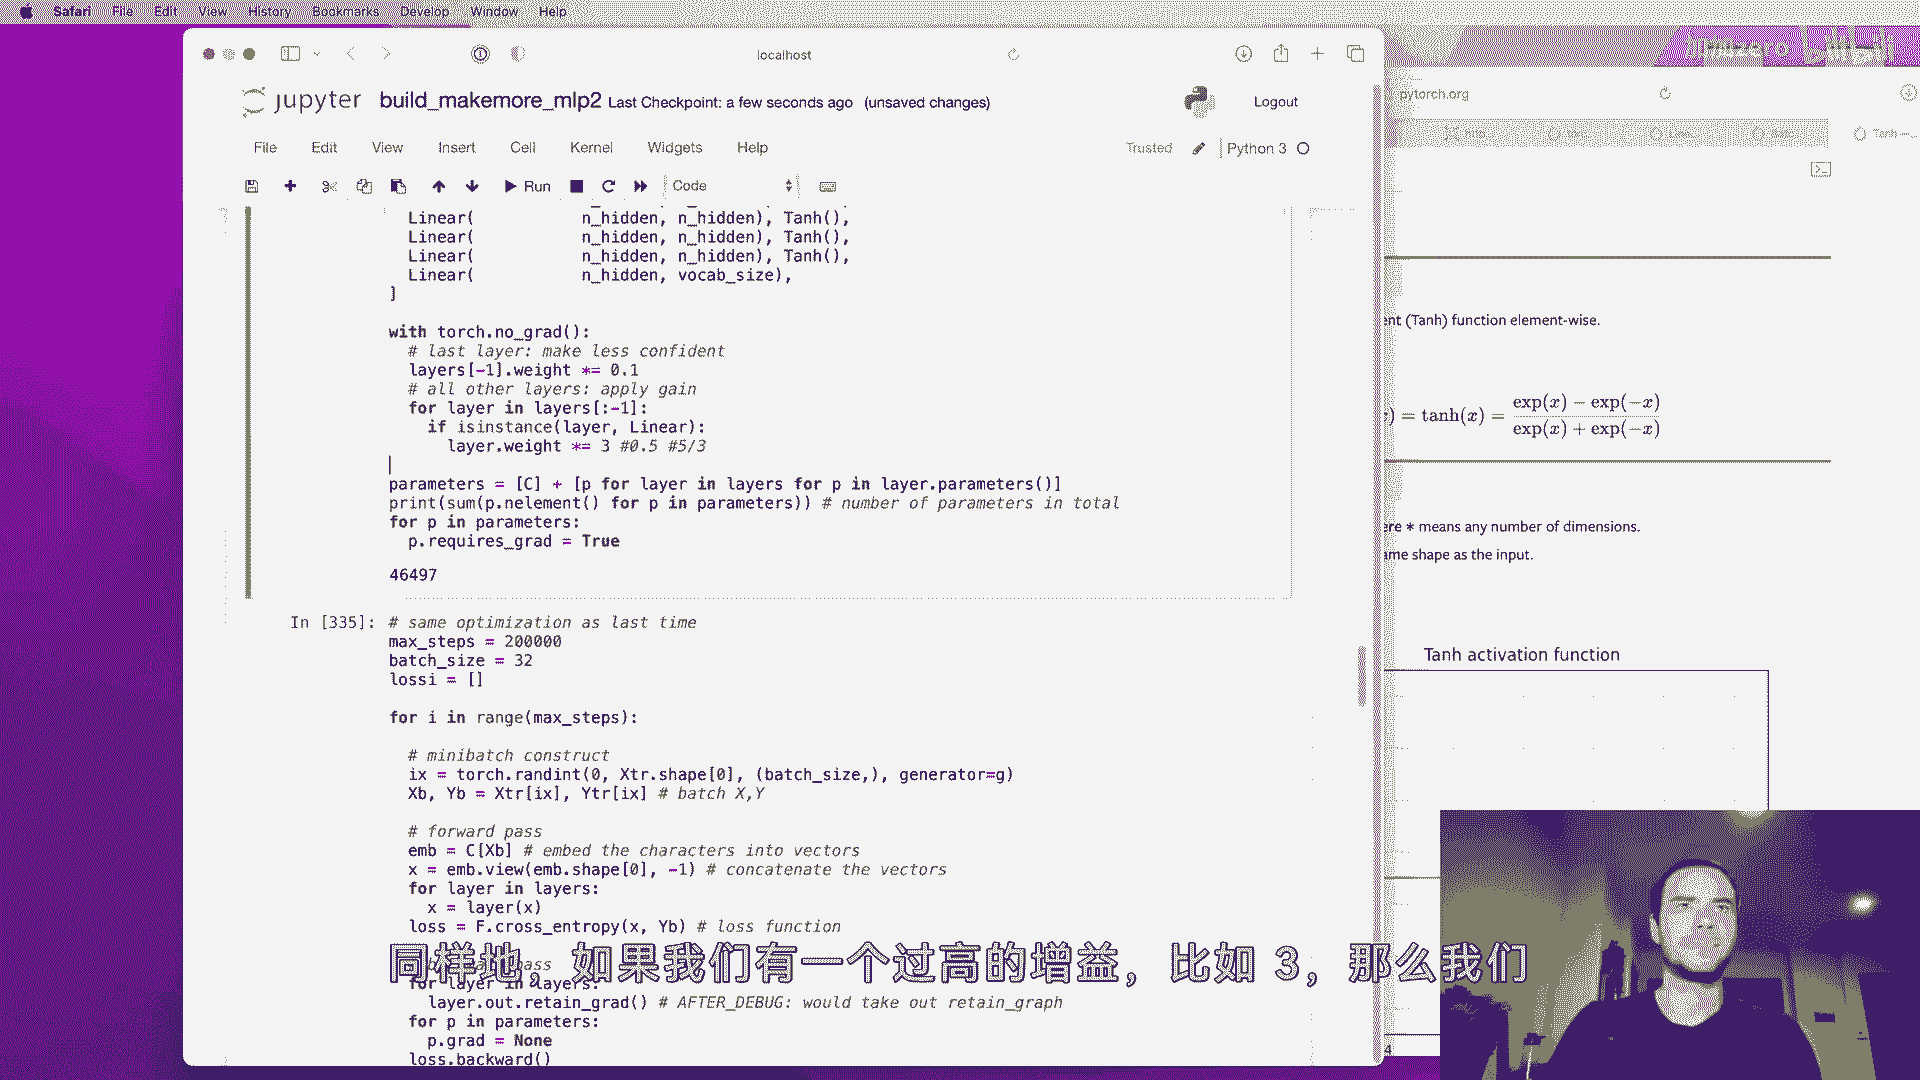 Safari File Edit View History Bookmarks Develop Window Help
localhost
jupyter build_makemore_mlp2 Last Checkpoint: a few seconds ago (unsaved changes)
Logout
File Edit View Insert Cell Kernel Widgets Help
Trusted Python 3
Run Code
Linear( n_hidden, n_hidden), Tanh(),
Linear( n_hidden, n_hidden), Tanh(),
Linear( n_hidden, n_hidden), Tanh(),
Linear( n_hidden, vocab_size),
]
with torch.no_grad():
# last layer: make less confident
layers[-1].weight *= 0.1
# all other layers: apply gain
for layer in layers[:-1]:
if isinstance(layer, Linear):
layer.weight *= 3 #0.5 #5/3
parameters = [C] + [p for layer in layers for p in layer.parameters()]
print(sum(p.nelement() for p in parameters)) # number of parameters in total
for p in parameters:
p.requires_grad = True
46497
In [335]: # same optimization as last time
max_steps = 200000
batch_size = 32
lossi = []
for i in range(max_steps):
# minibatch construct
ix = torch.randint(0, Xtr.shape[0], (batch_size,), generator=g)
Xb, Yb = Xtr[ix], Ytr[ix] # batch X,Y
# forward pass
emb = C[Xb] # embed the characters into vectors
x = emb.view(emb.shape[0], -1) # concatenate the vectors
for layer in layers:
x = layer(x)
loss = F.cross_entropy(x, Yb) # loss function
for layer in layers:
layer.out.retain_grad() # AFTER_DEBUG: would take out retain_graph
for p in parameters:
p.grad = None
loss.backward()
同样地，如果我们有一个过高的增益，比如 3，那么我们
pytorch.org
Tanh
(Tanh) function element-wise.
) = tanh(x) = exp(x) − exp(−x) / exp(x) + exp(−x)
∗ means any number of dimensions.
shape as the input.
Tanh activation function
4